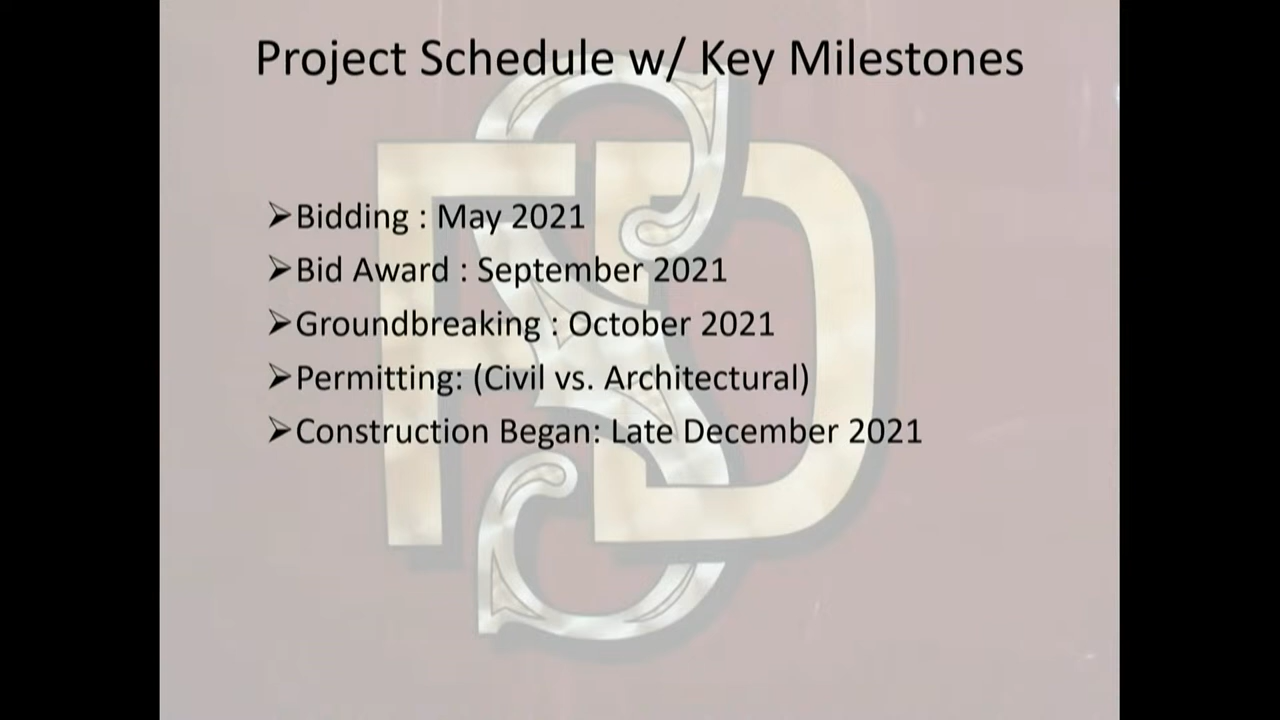 Project Schedule w/ Key Milestones
➢Bidding : May 2021
➢Bid Award : September 2021
➢Groundbreaking : October 2021
➢Permitting: (Civil vs. Architectural)
➢Construction Began: Late December 2021
SFD